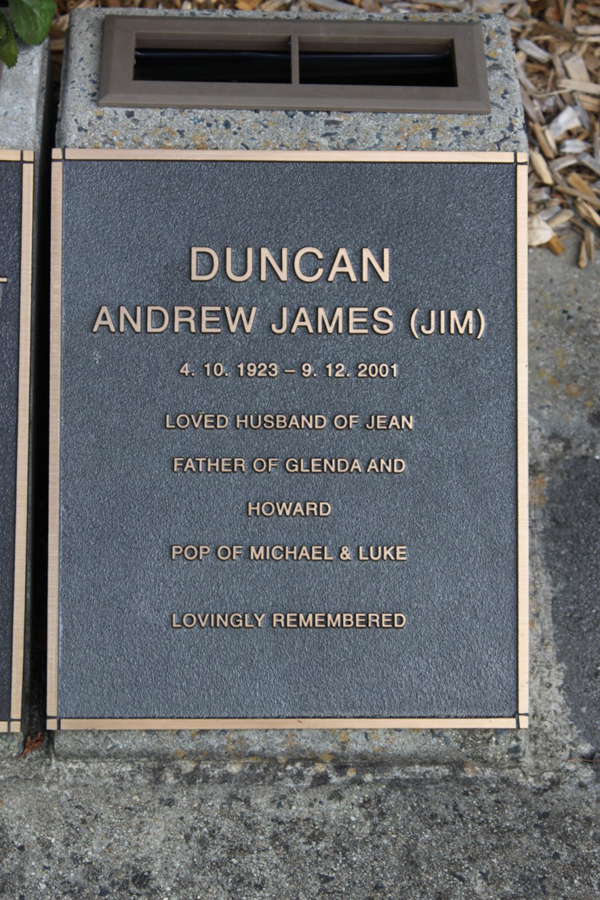 DUNCAN
ANDREW JAMES (JIM)
4. 10. 1923 – 9. 12. 2001
LOVED HUSBAND OF JEAN
FATHER OF GLENDA AND
HOWARD
POP OF MICHAEL & LUKE
LOVINGLY REMEMBERED